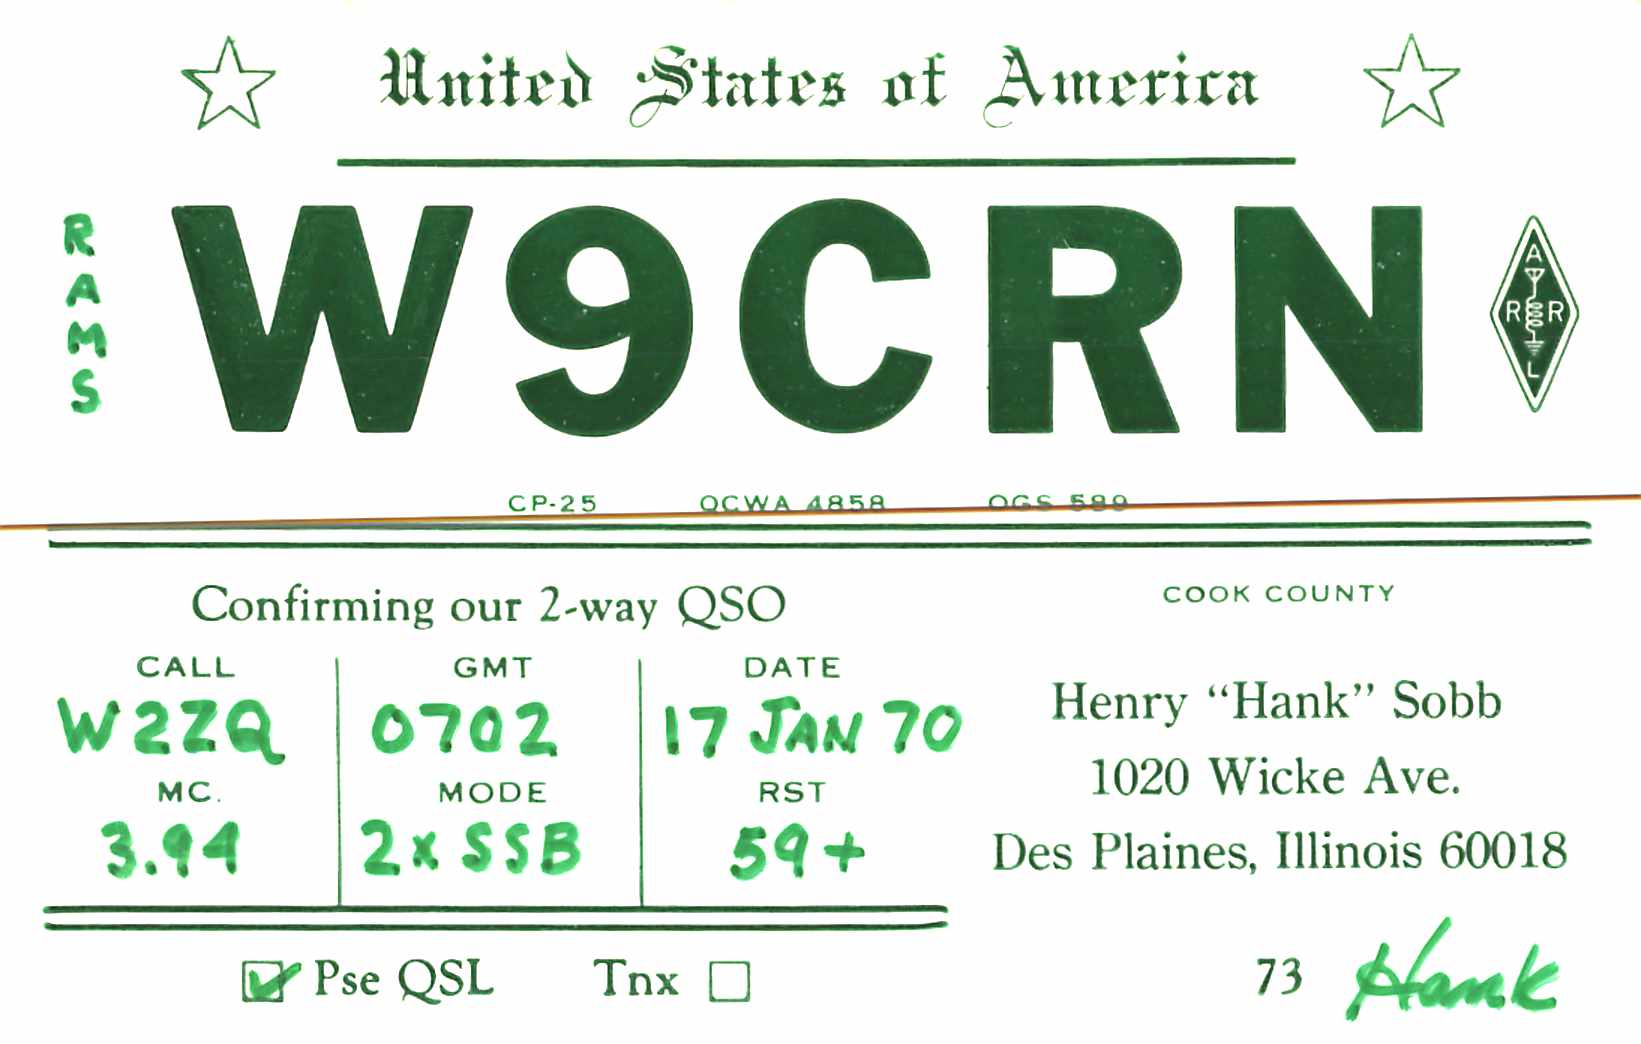 United States of America
RAMS
W9CRN
A
R R
L
CP-25 QCWA 4858 OGS 589
Confirming our 2-way QSO
COOK COUNTY
CALL GMT DATE
W2ZQ 0702 17 JAN 70
MC. MODE RST
3.94 2x SSB 59+
Henry “Hank” Sobb
1020 Wicke Ave.
Des Plaines, Illinois 60018
Pse QSL Tnx
73 Hank